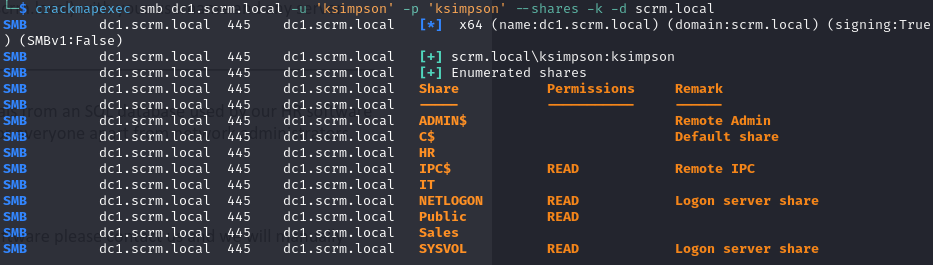 $ crackmapexec smb dc1.scrm.local -u 'ksimpson' -p 'ksimpson' --shares -k -d scrm.local
SMB dc1.scrm.local 445 dc1.scrm.local [*] x64 (name:dc1.scrm.local) (domain:scrm.local) (signing:True
) (SMBv1:False)
SMB dc1.scrm.local 445 dc1.scrm.local [+] scrm.local\ksimpson:ksimpson
SMB dc1.scrm.local 445 dc1.scrm.local [+] Enumerated shares
SMB dc1.scrm.local 445 dc1.scrm.local Share Permissions Remark
SMB dc1.scrm.local 445 dc1.scrm.local ----- ----------- ------
SMB dc1.scrm.local 445 dc1.scrm.local ADMIN$ Remote Admin
SMB dc1.scrm.local 445 dc1.scrm.local C$ Default share
SMB dc1.scrm.local 445 dc1.scrm.local HR
SMB dc1.scrm.local 445 dc1.scrm.local IPC$ READ Remote IPC
SMB dc1.scrm.local 445 dc1.scrm.local IT
SMB dc1.scrm.local 445 dc1.scrm.local NETLOGON READ Logon server share
SMB dc1.scrm.local 445 dc1.scrm.local Public READ
SMB dc1.scrm.local 445 dc1.scrm.local Sales
SMB dc1.scrm.local 445 dc1.scrm.local SYSVOL READ Logon server share